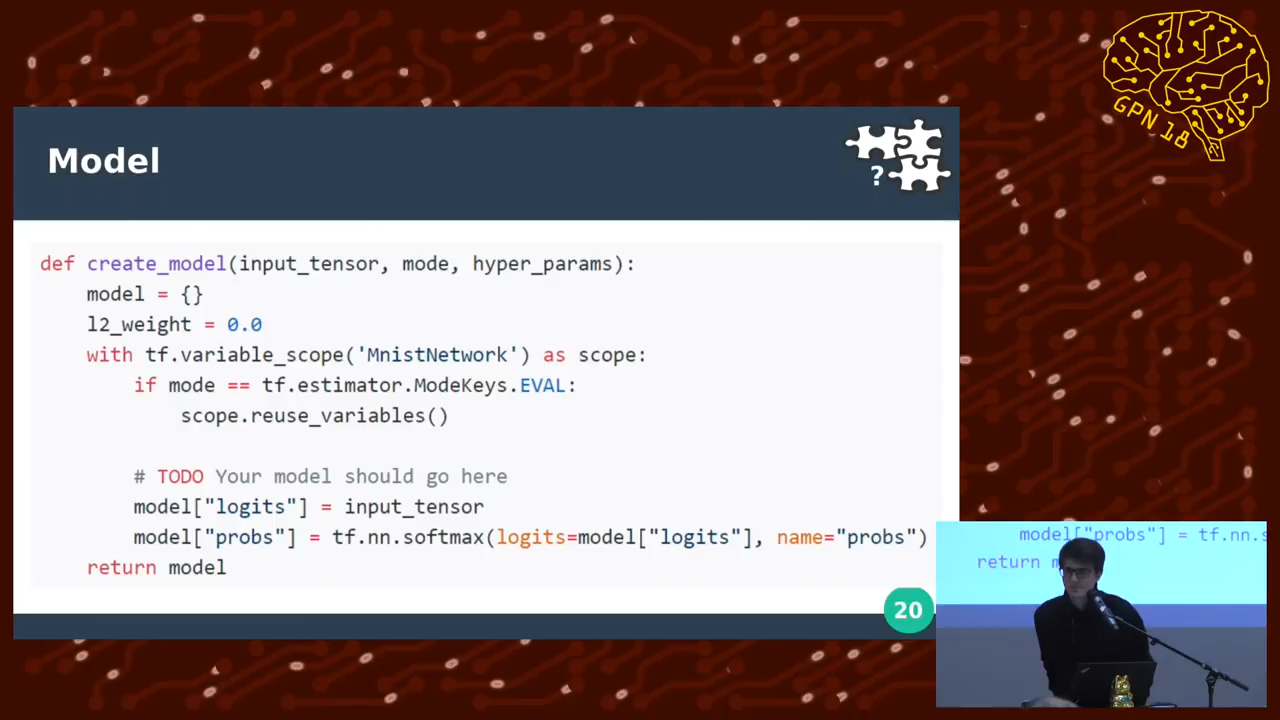 GPN 18
Model
?
def create_model(input_tensor, mode, hyper_params):
    model = {}
    l2_weight = 0.0
    with tf.variable_scope('MnistNetwork') as scope:
        if mode == tf.estimator.ModeKeys.EVAL:
            scope.reuse_variables()
        # TODO Your model should go here
        model["logits"] = input_tensor
        model["probs"] = tf.nn.softmax(logits=model["logits"], name="probs")
    return model
20
model["probs"] = tf.nn.s
return m